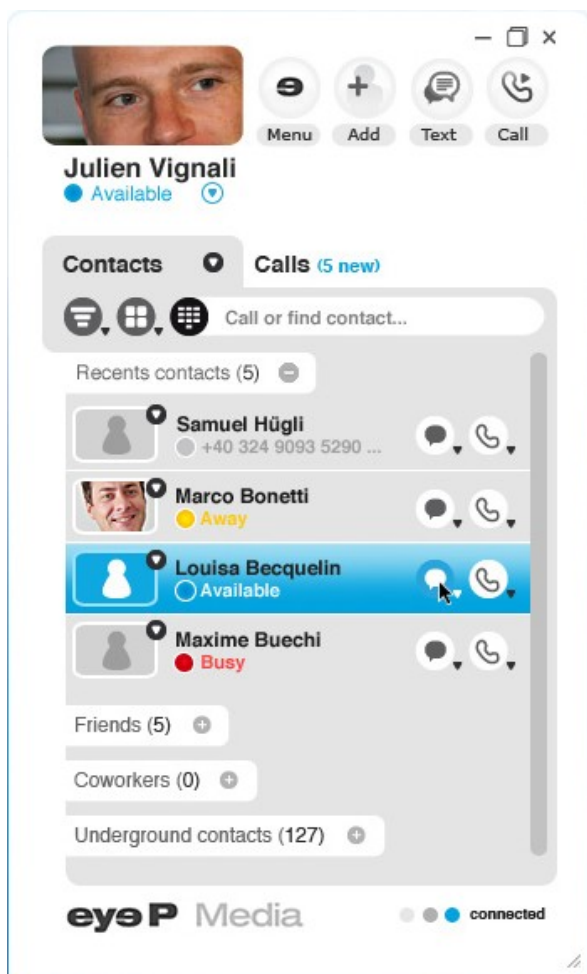 Menu Add Text Call
Julien Vignali
Available
Contacts Calls (5 new)
Call or find contact...
Recents contacts (5)
Samuel Hügli
+40 324 9093 5290 ...
Marco Bonetti
Away
Louisa Becquelin
Available
Maxime Buechi
Busy
Friends (5)
Coworkers (0)
Underground contacts (127)
eyeP Media connected